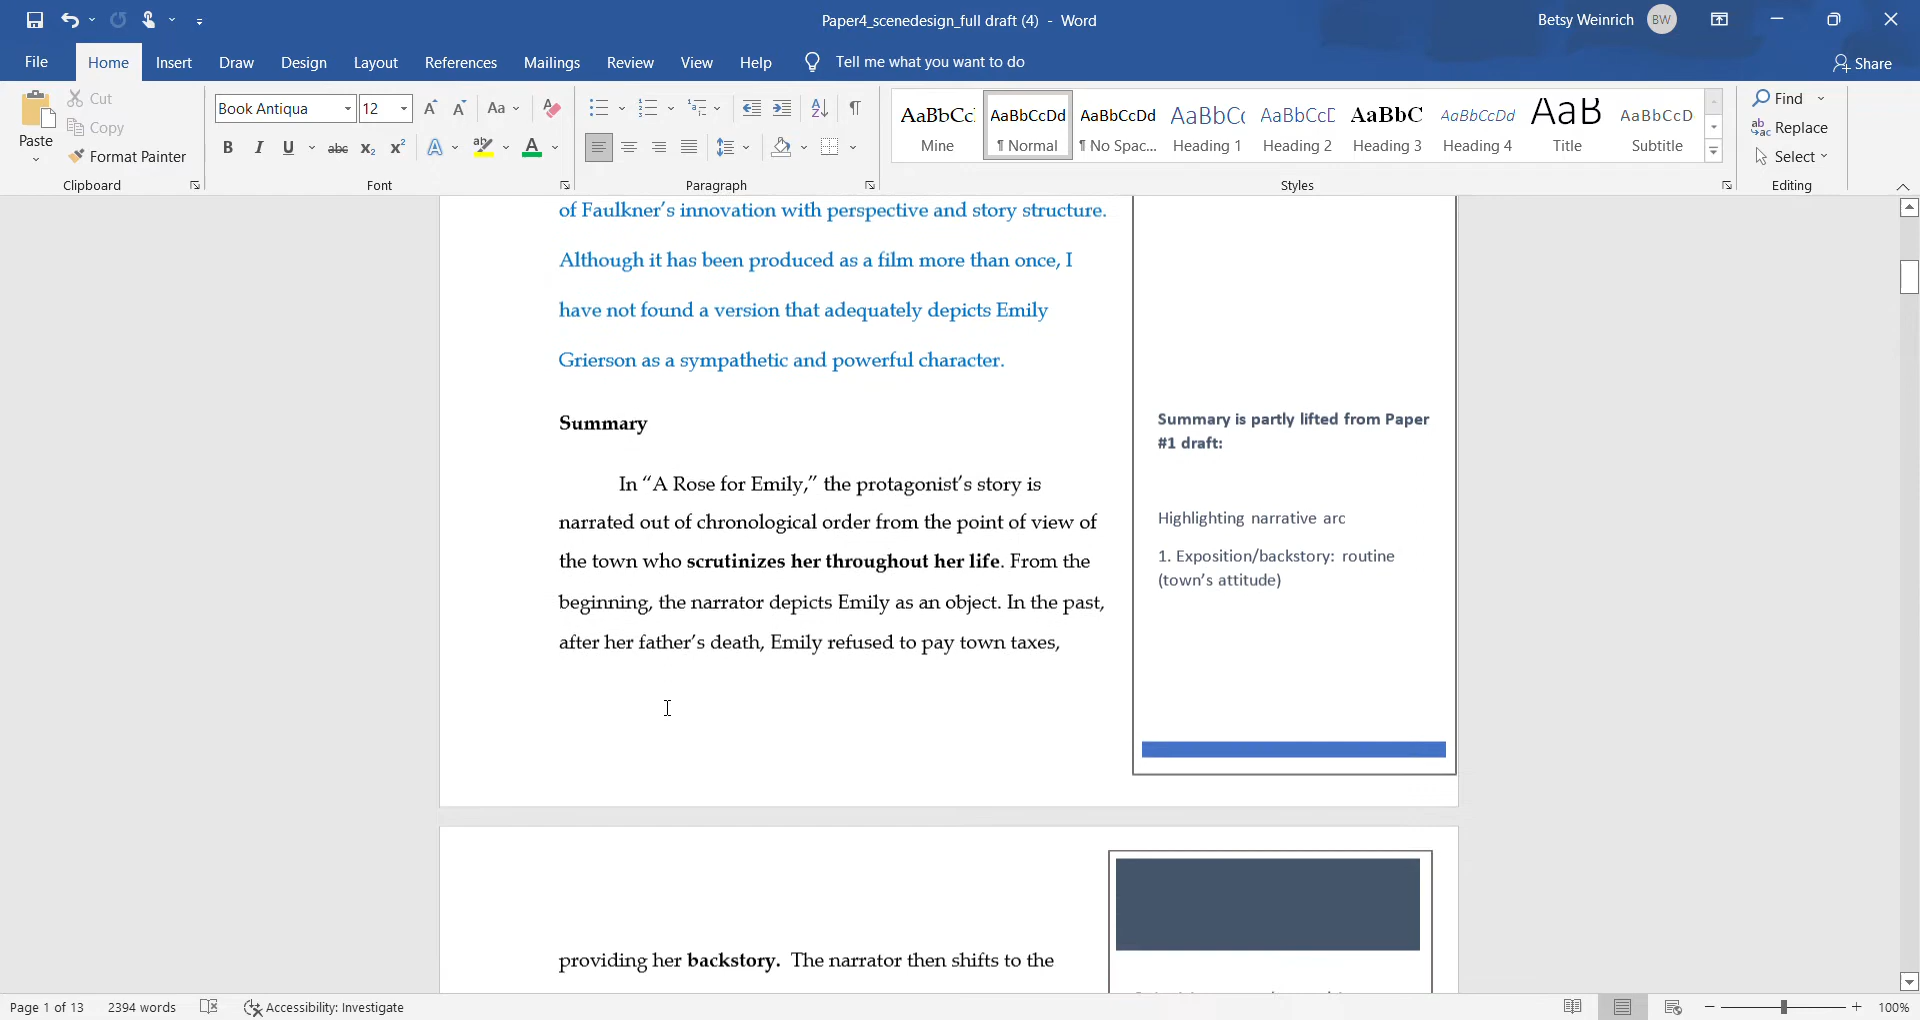 Paper4_scenedesign_full draft (4) - Word
Betsy Weinrich BW
File Home Insert Draw Design Layout References Mailings Review View Help Tell me what you want to do Share
Paste
Cut
Copy
Format Painter
Clipboard
Book Antiqua 12
Font
Paragraph
AaBbCc Mine
AaBbCcDd ¶ Normal
AaBbCcDd ¶ No Spac...
AaBbCc Heading 1
AaBbCcD Heading 2
AaBbC Heading 3
AaBbCcDd Heading 4
AaB Title
AaBbCcD Subtitle
Styles
Find
Replace
Select
Editing
of Faulkner's innovation with perspective and story structure.
Although it has been produced as a film more than once, I
have not found a version that adequately depicts Emily
Grierson as a sympathetic and powerful character.
Summary
In “A Rose for Emily,” the protagonist's story is
narrated out of chronological order from the point of view of
the town who scrutinizes her throughout her life. From the
beginning, the narrator depicts Emily as an object. In the past,
after her father's death, Emily refused to pay town taxes,
Summary is partly lifted from Paper
#1 draft:
Highlighting narrative arc
1. Exposition/backstory: routine
(town's attitude)
providing her backstory. The narrator then shifts to the
Page 1 of 13 2394 words Accessibility: Investigate 100%